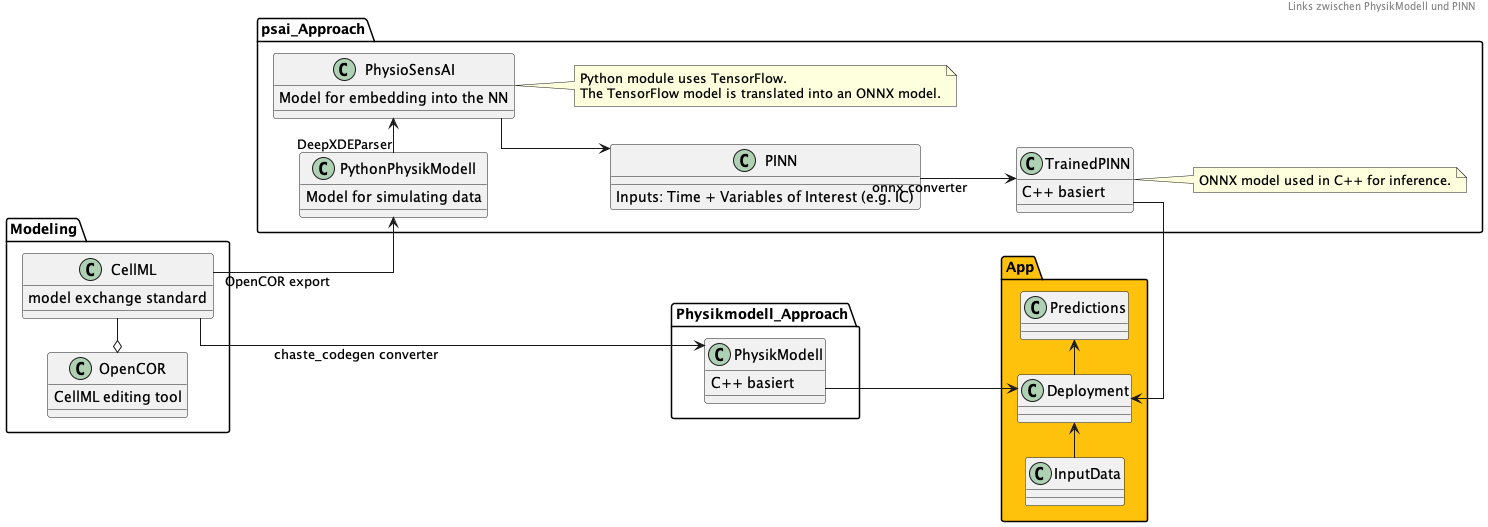 Links zwischen PhysikModell und PINN
psai_Approach
C PhysioSensAI
Model for embedding into the NN
Python module uses TensorFlow.
The TensorFlow model is translated into an ONNX model.
DeepXDEParser
C PythonPhysikModell
Model for simulating data
C PINN
Inputs: Time + Variables of Interest (e.g. IC)
onnx converter
C TrainedPINN
C++ basiert
ONNX model used in C++ for inference.
Modeling
C CellML
model exchange standard
OpenCOR export
chaste_codegen converter
C OpenCOR
CellML editing tool
Physikmodell_Approach
C PhysikModell
C++ basiert
App
C Predictions
C Deployment
C InputData